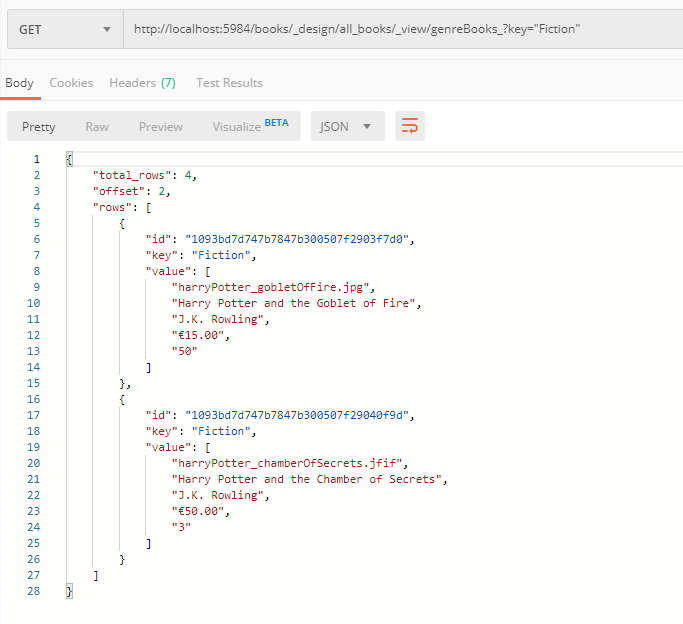 GET http://localhost:5984/books/_design/all_books/_view/genreBooks_?key="Fiction"
Body Cookies Headers (7) Test Results
Pretty Raw Preview Visualize BETA JSON
1 {
2 "total_rows": 4,
3 "offset": 2,
4 "rows": [
5 {
6 "id": "1093bd7d747b7847b300507f2903f7d0",
7 "key": "Fiction",
8 "value": [
9 "harryPotter_gobletOfFire.jpg",
10 "Harry Potter and the Goblet of Fire",
11 "J.K. Rowling",
12 "€15.00",
13 "50"
14 ]
15 },
16 {
17 "id": "1093bd7d747b7847b300507f29040f9d",
18 "key": "Fiction",
19 "value": [
20 "harryPotter_chamberOfSecrets.jfif",
21 "Harry Potter and the Chamber of Secrets",
22 "J.K. Rowling",
23 "€50.00",
24 "3"
25 ]
26 }
27 ]
28 }